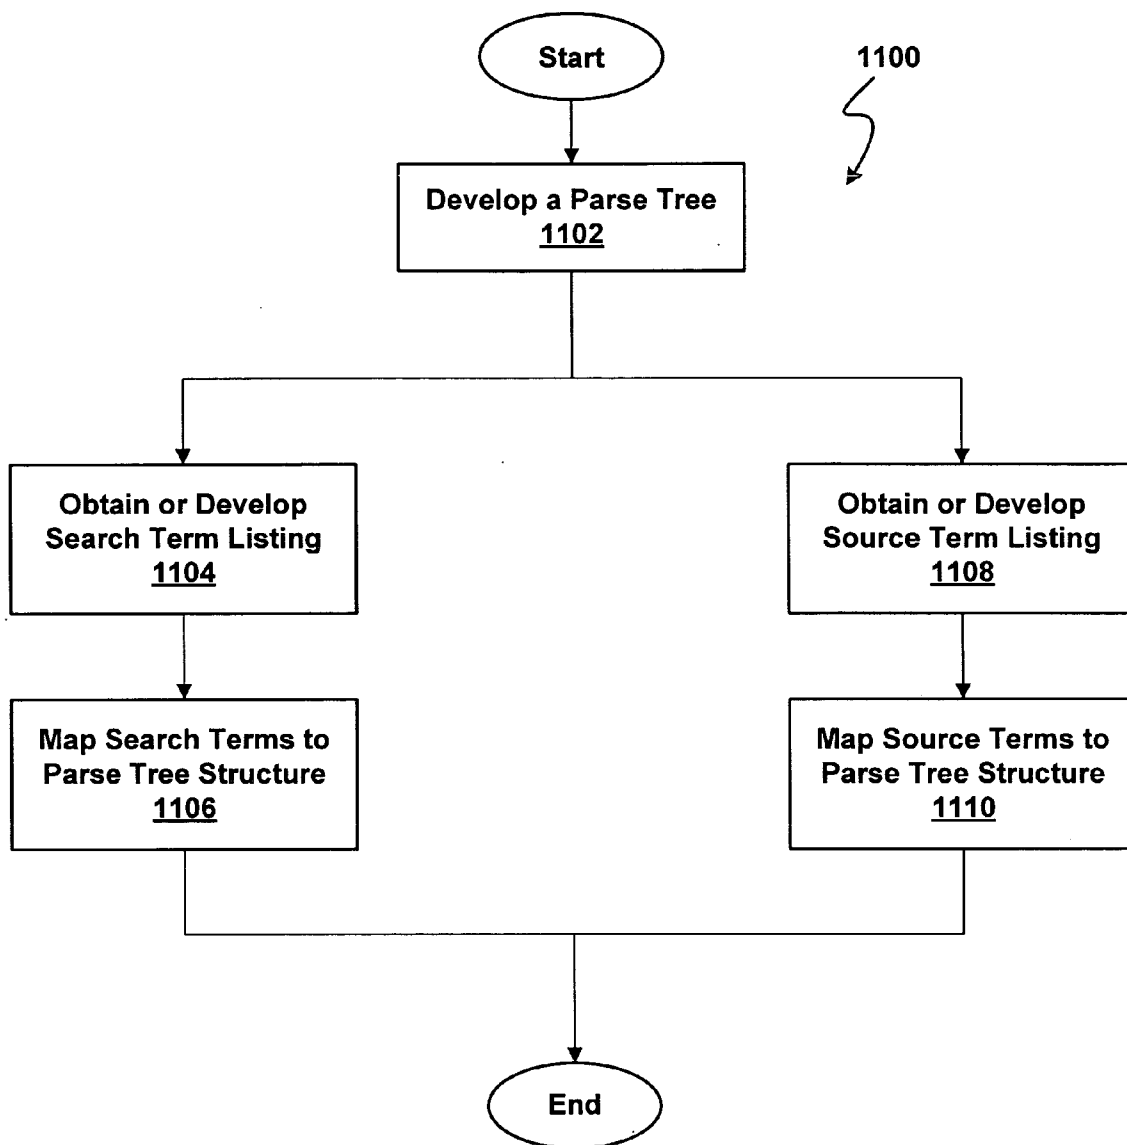 Start
1100
Develop a Parse Tree
1102
Obtain or Develop
Search Term Listing
1104
Obtain or Develop
Source Term Listing
1108
Map Search Terms to
Parse Tree Structure
1106
Map Source Terms to
Parse Tree Structure
1110
End